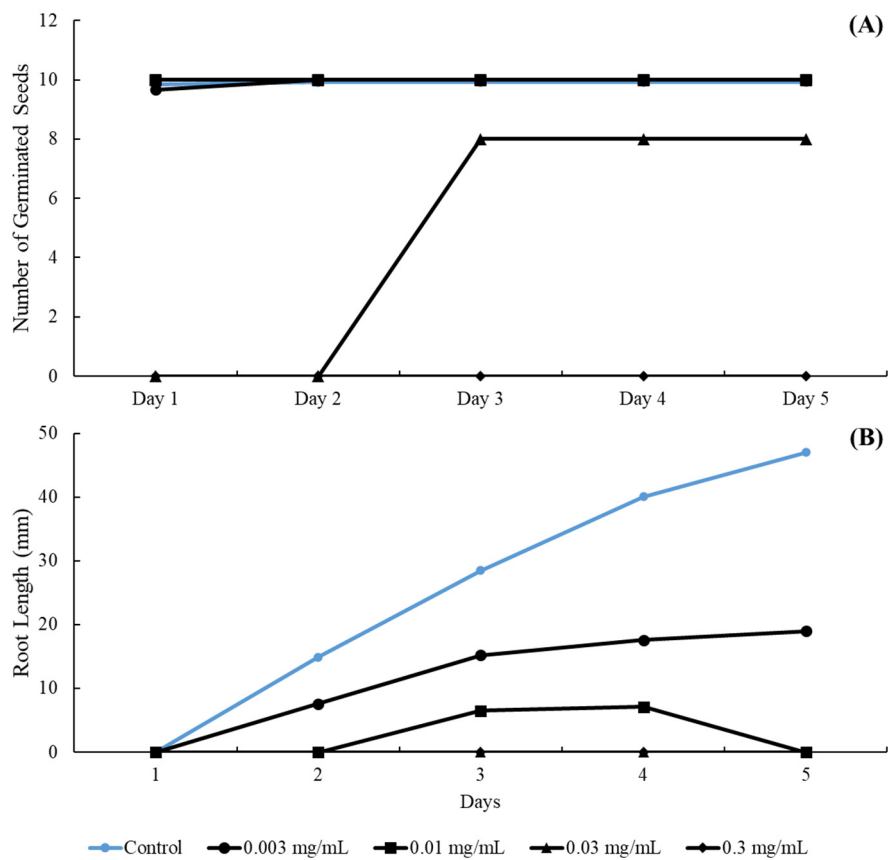 (A)
Number of Germinated Seeds
12
10
8
6
4
2
0
Day 1 Day 2 Day 3 Day 4 Day 5
(B)
Root Length (mm)
50
40
30
20
10
0
1 2 3 4 5
Days
Control 0.003 mg/mL 0.01 mg/mL 0.03 mg/mL 0.3 mg/mL